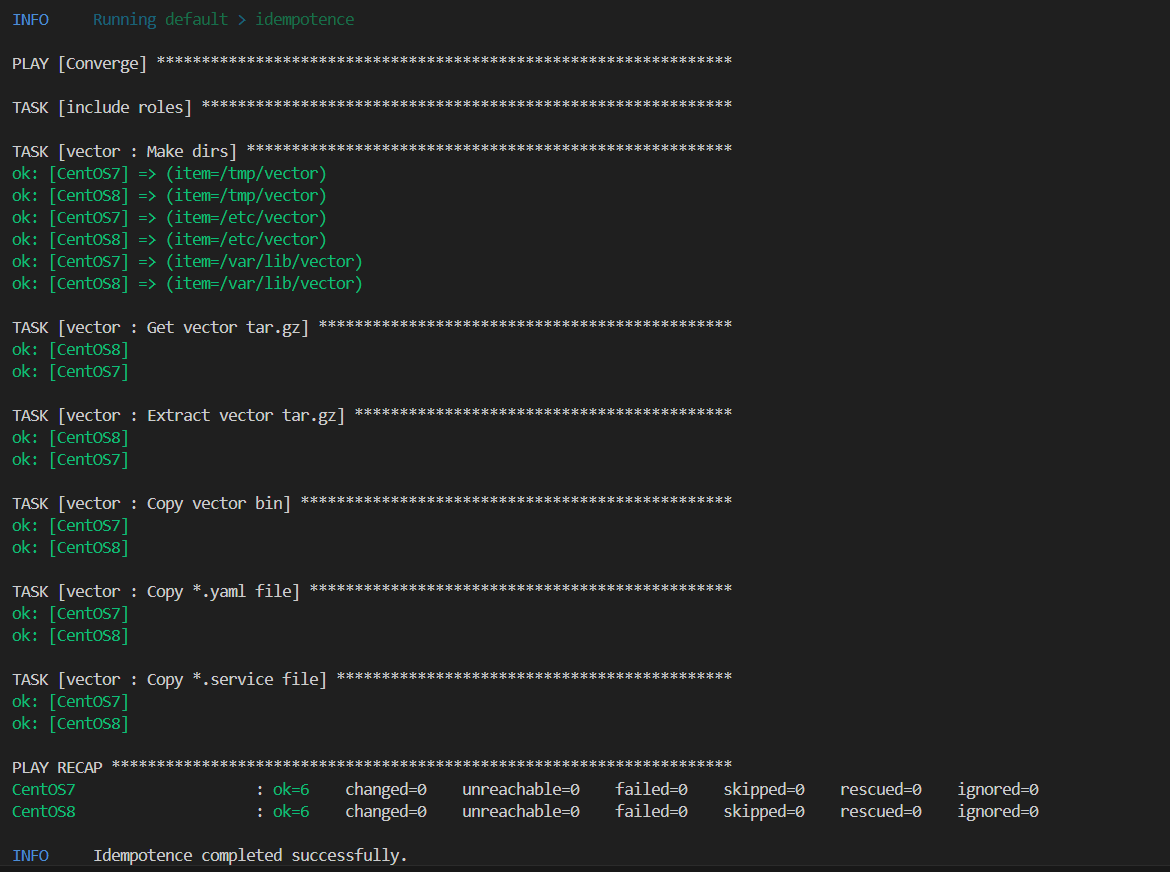 INFO     Running default > idempotence
PLAY [Converge] ****************************************************************
TASK [include roles] ***********************************************************
TASK [vector : Make dirs] ******************************************************
ok: [CentOS7] => (item=/tmp/vector)
ok: [CentOS8] => (item=/tmp/vector)
ok: [CentOS7] => (item=/etc/vector)
ok: [CentOS8] => (item=/etc/vector)
ok: [CentOS7] => (item=/var/lib/vector)
ok: [CentOS8] => (item=/var/lib/vector)
TASK [vector : Get vector tar.gz] **********************************************
ok: [CentOS8]
ok: [CentOS7]
TASK [vector : Extract vector tar.gz] ******************************************
ok: [CentOS8]
ok: [CentOS7]
TASK [vector : Copy vector bin] ************************************************
ok: [CentOS7]
ok: [CentOS8]
TASK [vector : Copy *.yaml file] ***********************************************
ok: [CentOS7]
ok: [CentOS8]
TASK [vector : Copy *.service file] ********************************************
ok: [CentOS7]
ok: [CentOS8]
PLAY RECAP *********************************************************************
CentOS7                    : ok=6    changed=0    unreachable=0    failed=0    skipped=0    rescued=0    ignored=0
CentOS8                    : ok=6    changed=0    unreachable=0    failed=0    skipped=0    rescued=0    ignored=0
INFO     Idempotence completed successfully.